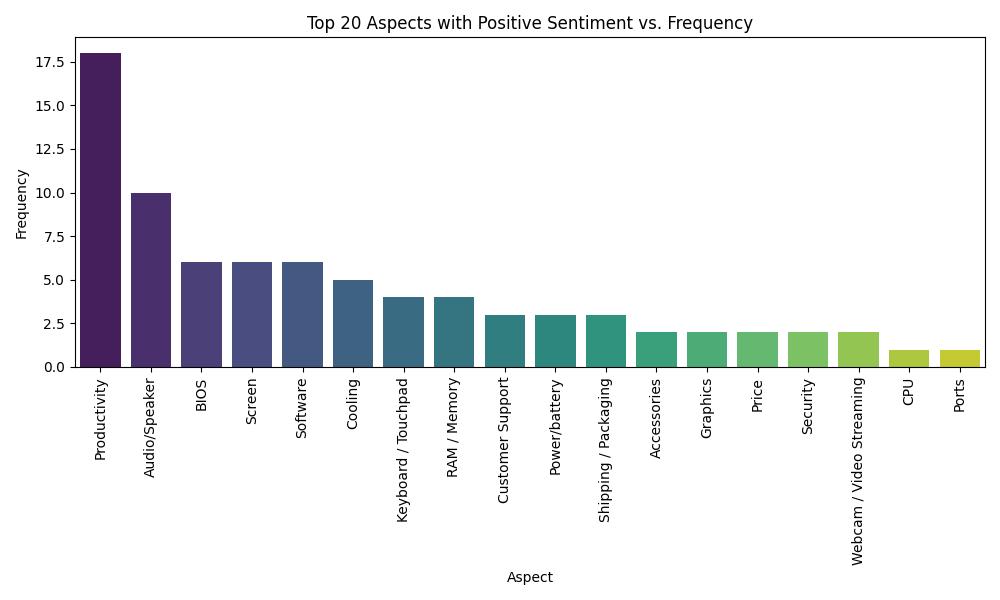 Top 20 Aspects with Positive Sentiment vs. Frequency
Frequency
17.5
15.0
12.5
10.0
7.5
5.0
2.5
0.0
Productivity
Audio/Speaker
BIOS
Screen
Software
Cooling
Keyboard / Touchpad
RAM / Memory
Customer Support
Power/battery
Shipping / Packaging
Accessories
Graphics
Price
Security
Webcam / Video Streaming
CPU
Ports
Aspect